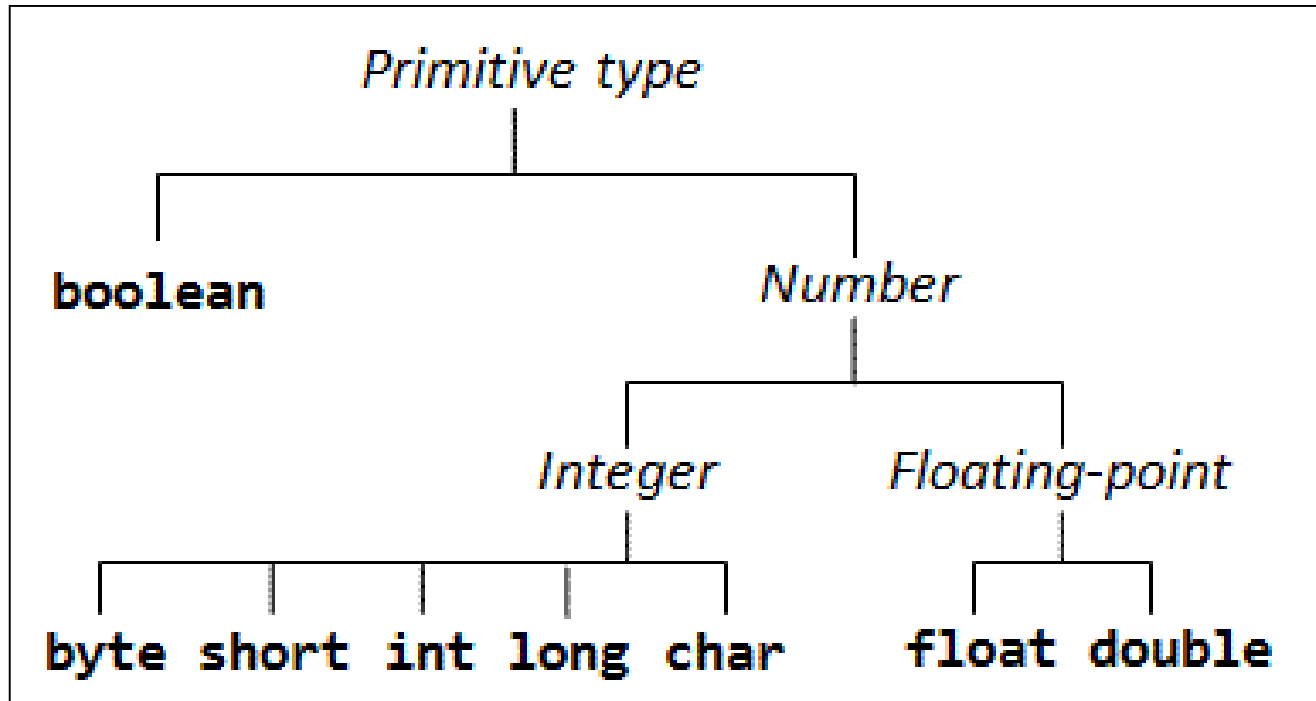 Primitive type
boolean
Number
Integer Floating-point
byte short int long char float double